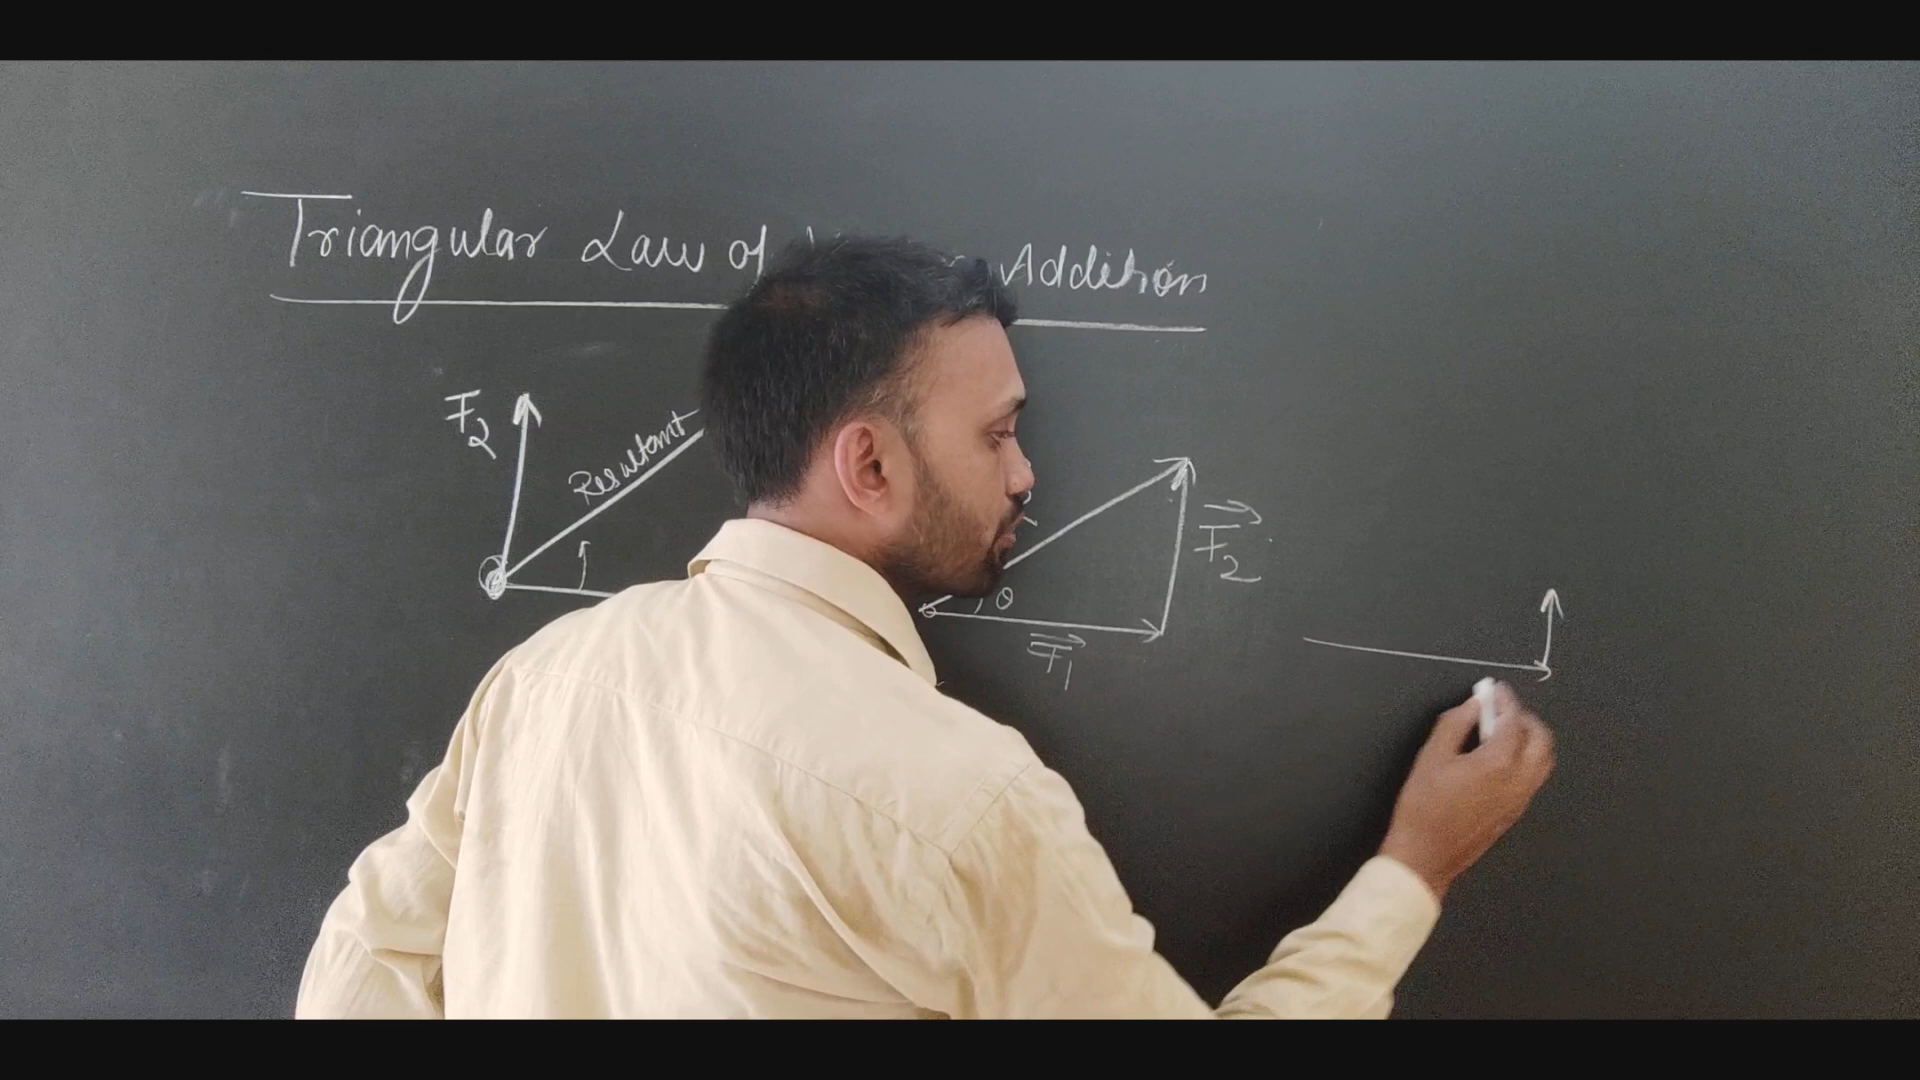 Triangular Law of Addition
F2
Resultant
F2
θ
F1